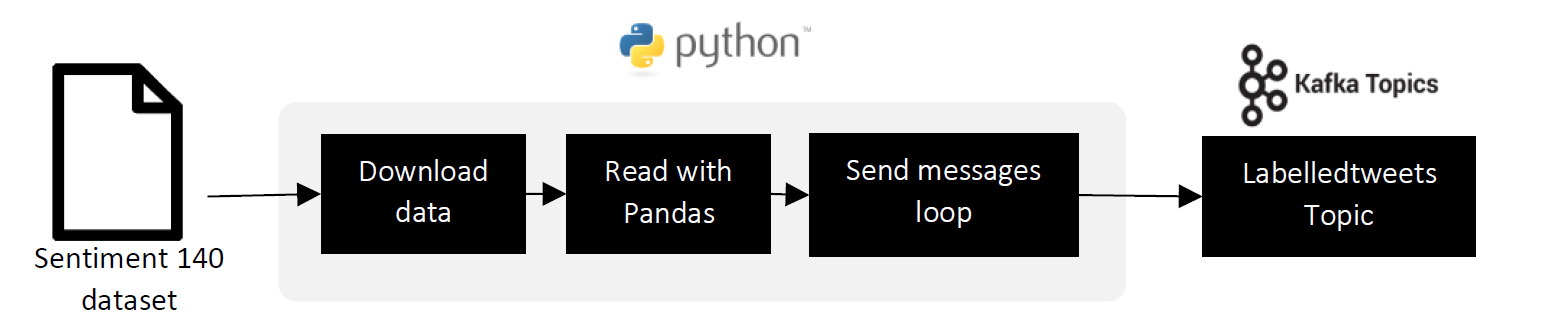 python™
Kafka Topics
Download
data
Read with
Pandas
Send messages
loop
Labelledtweets
Topic
Sentiment 140
dataset